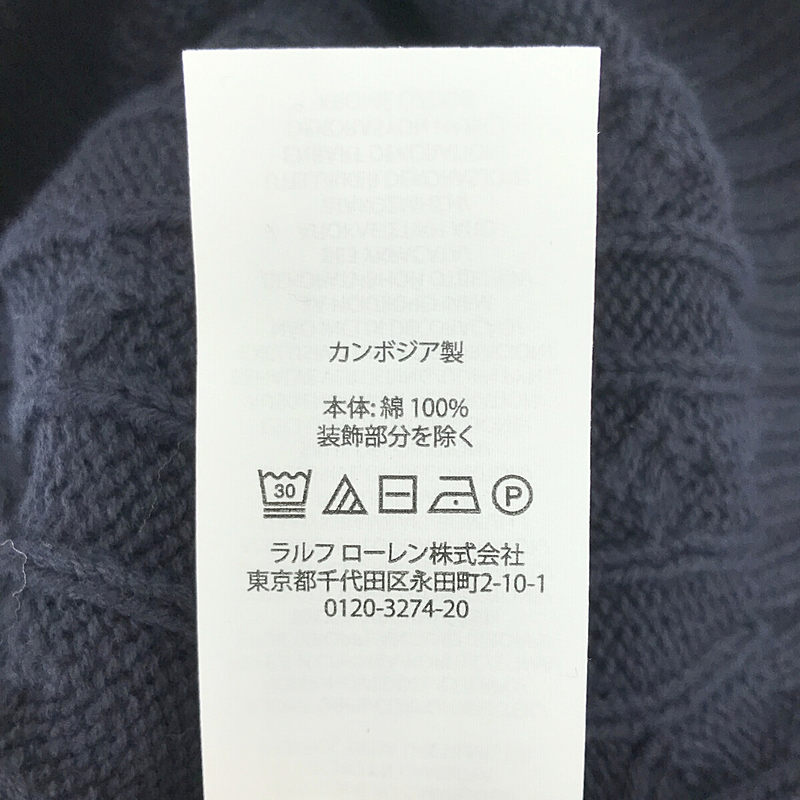 カンボジア製
本体: 綿 100%
装飾部分を除く
30
P
ラルフ ローレン株式会社
東京都千代田区永田町2-10-1
0120-3274-20